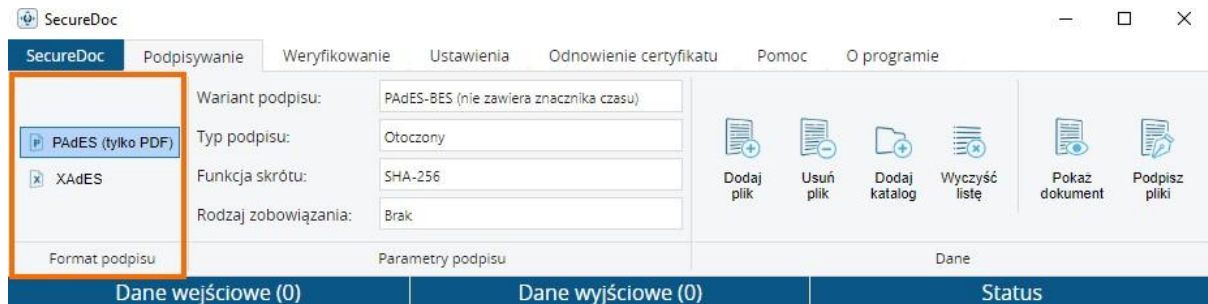 SecureDoc
SecureDoc Podpisywanie Weryfikowanie Ustawienia Odnowienie certyfikatu Pomoc O programie
PAdES (tylko PDF)
XAdES
Format podpisu
Wariant podpisu: PAdES-BES (nie zawiera znacznika czasu)
Typ podpisu: Otoczony
Funkcja skrótu: SHA-256
Rodzaj zobowiązania: Brak
Parametry podpisu
Dodaj plik
Usuń plik
Dodaj katalog
Wyczyść listę
Pokaż dokument
Podpisz pliki
Dane
Dane wejściowe (0) Dane wyjściowe (0) Status